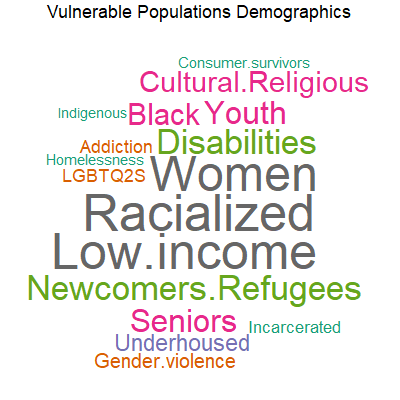 Vulnerable Populations Demographics
Consumer.survivors
Cultural.Religious
Indigenous Black Youth
Addiction Disabilities
Homelessness
LGBTQ2S Women
Racialized
Low.income
Newcomers.Refugees
Seniors Incarcerated
Underhoused
Gender.violence